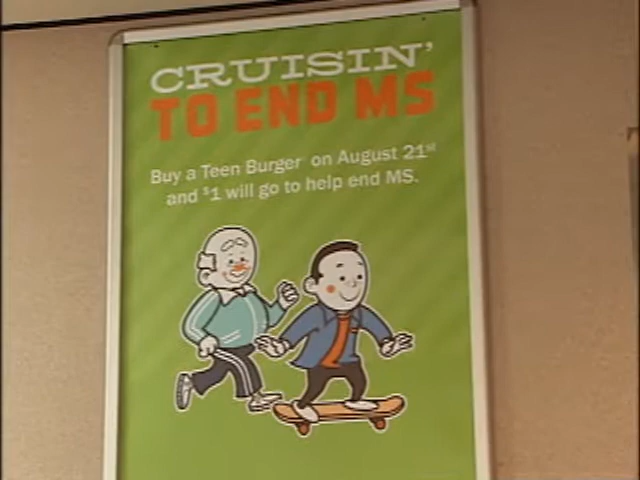 CRUISIN'
TO END MS
Buy a Teen Burger on August 21st
and $1 will go to help end MS.